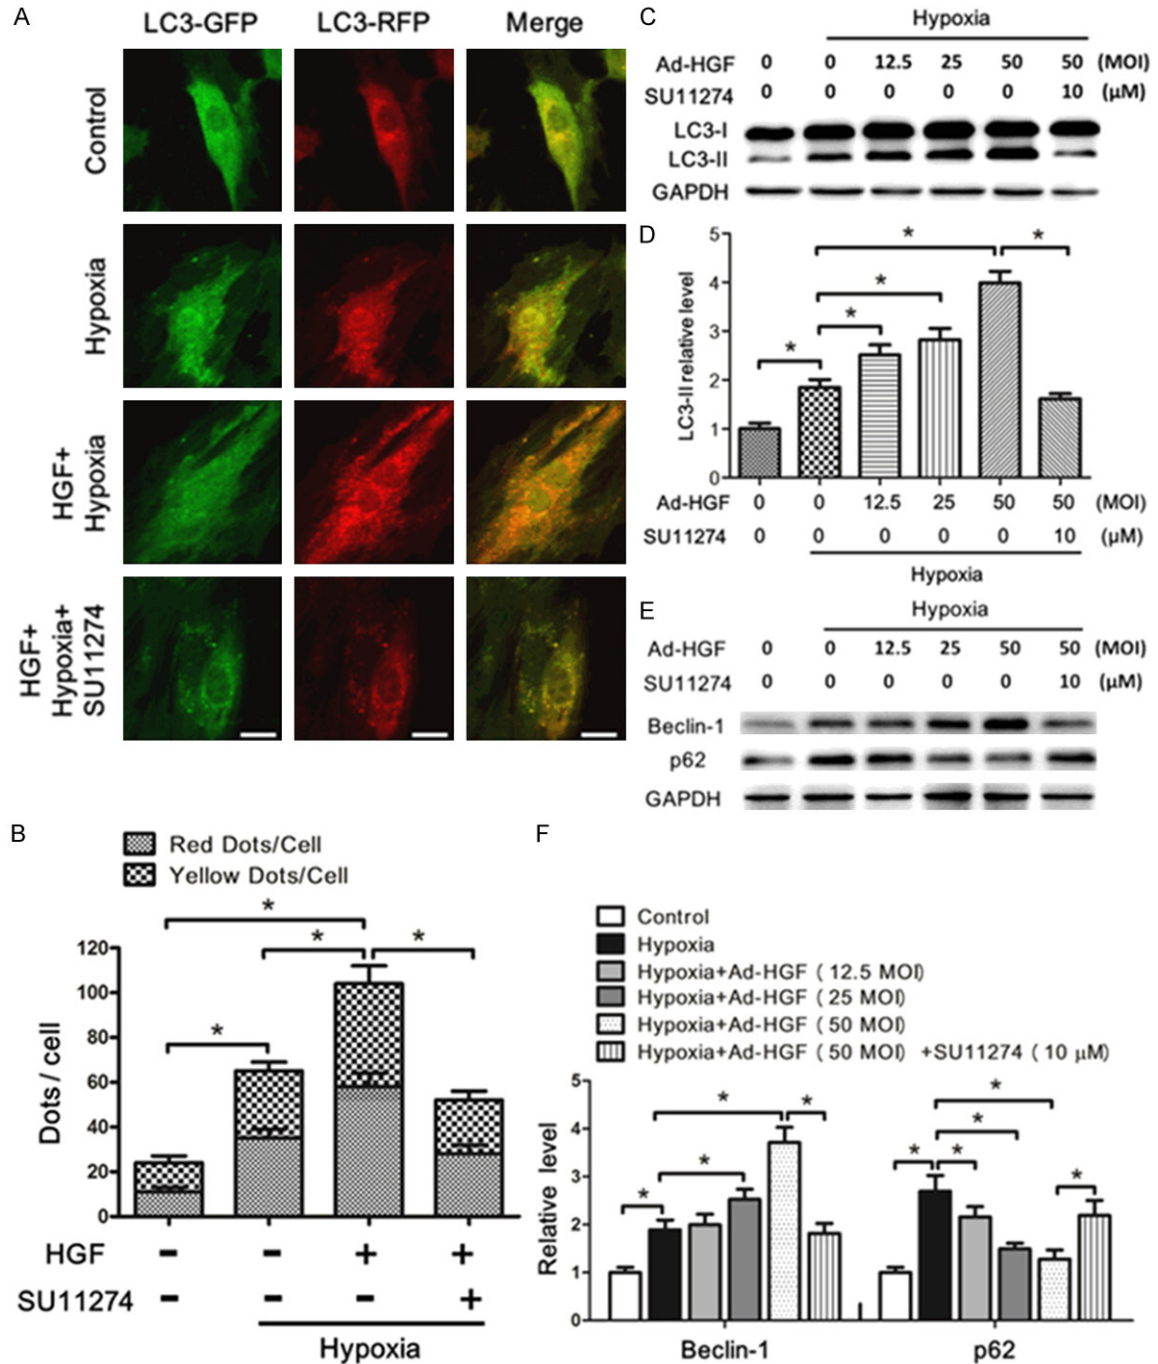 A
LC3-GFP LC3-RFP Merge
Control
Hypoxia
HGF+
Hypoxia
HGF+
Hypoxia+
SU11274
B
Red Dots/Cell
Yellow Dots/Cell
* * * *
Dots / cell
120
100
80
60
40
20
0
HGF - - + +
SU11274 - - - +
Hypoxia
C
Hypoxia
Ad-HGF 0 0 12.5 25 50 50 (MOI)
SU11274 0 0 0 0 0 10 (μM)
LC3-I
LC3-II
GAPDH
D
LC3-II relative level
5
4
3
2
1
0
* * * * *
Ad-HGF 0 0 12.5 25 50 50 (MOI)
SU11274 0 0 0 0 0 10 (μM)
Hypoxia
E
Hypoxia
Ad-HGF 0 0 12.5 25 50 50 (MOI)
SU11274 0 0 0 0 0 10 (μM)
Beclin-1
p62
GAPDH
F
Control
Hypoxia
Hypoxia+Ad-HGF ( 12.5 MOI)
Hypoxia+Ad-HGF ( 25 MOI)
Hypoxia+Ad-HGF ( 50 MOI)
Hypoxia+Ad-HGF ( 50 MOI) +SU11274 ( 10 μM)
Relative level
5
4
3
2
1
0
* * * * * * * * *
Beclin-1 p62